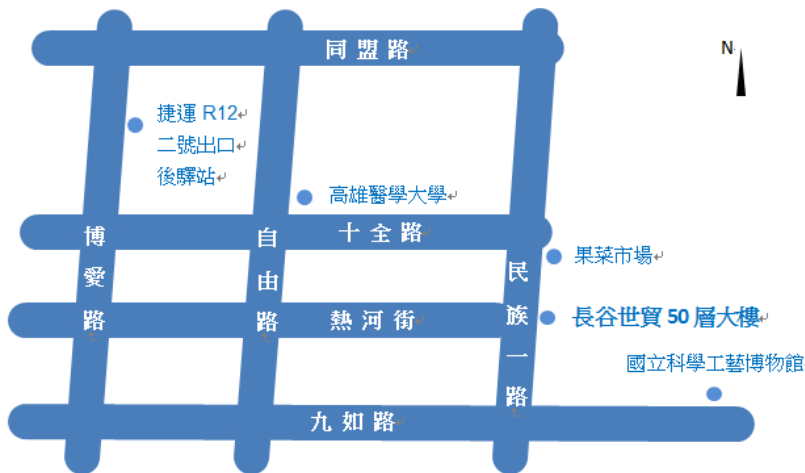 同盟路
N
捷運 R12
二號出口
後驛站
高雄醫學大學
十全路
博愛路
自由路
民族一路
果菜市場
熱河街
長谷世貿 50 層大樓
國立科學工藝博物館
九如路